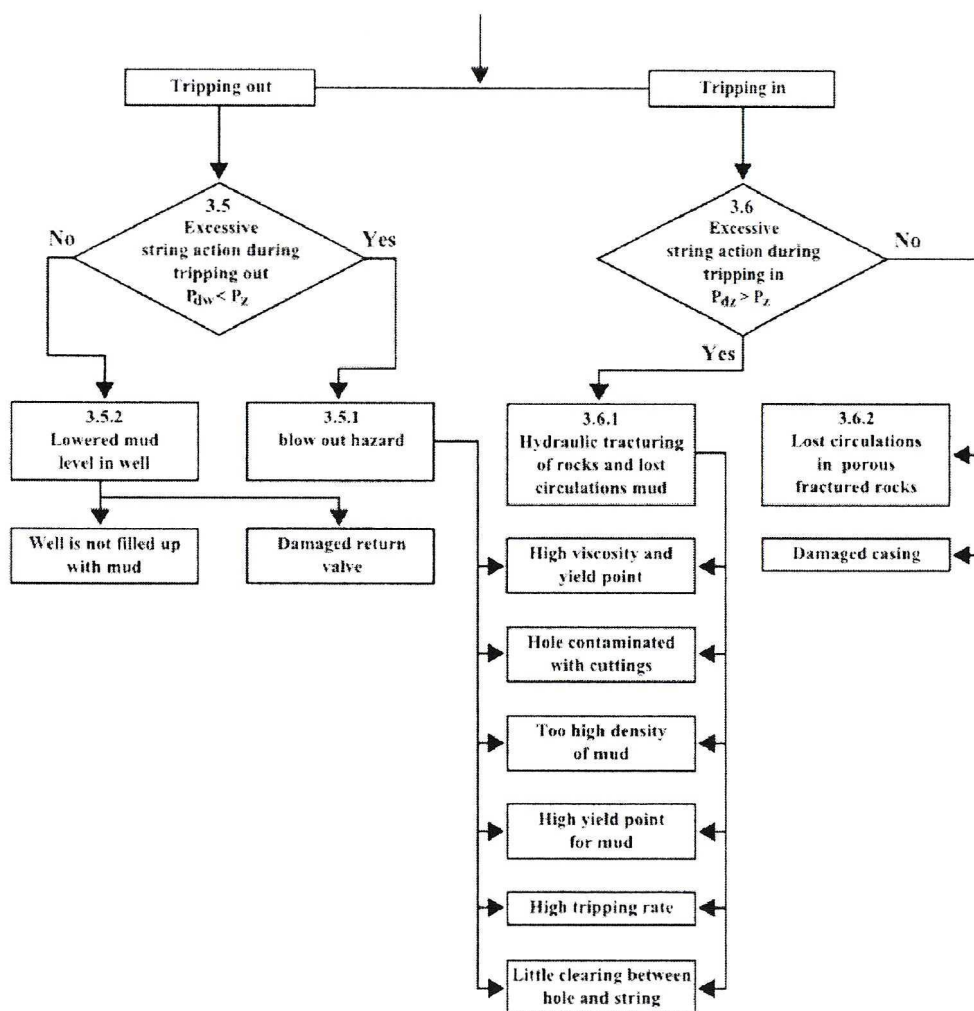 Tripping out
Tripping in
3.5
Excessive
string action during
tripping out
Pdw < Pz
No
Yes
3.6
Excessive
string action during
tripping in
Pdz > Pz
No
Yes
3.5.2
Lowered mud
level in well
3.5.1
blow out hazard
3.6.1
Hydraulic tracturing
of rocks and lost
circulations mud
3.6.2
Lost circulations
in porous
fractured rocks
Well is not filled up
with mud
Damaged return
valve
High viscosity and
yield point
Damaged casing
Hole contaminated
with cuttings
Too high density
of mud
High yield point
for mud
High tripping rate
Little clearing between
hole and string